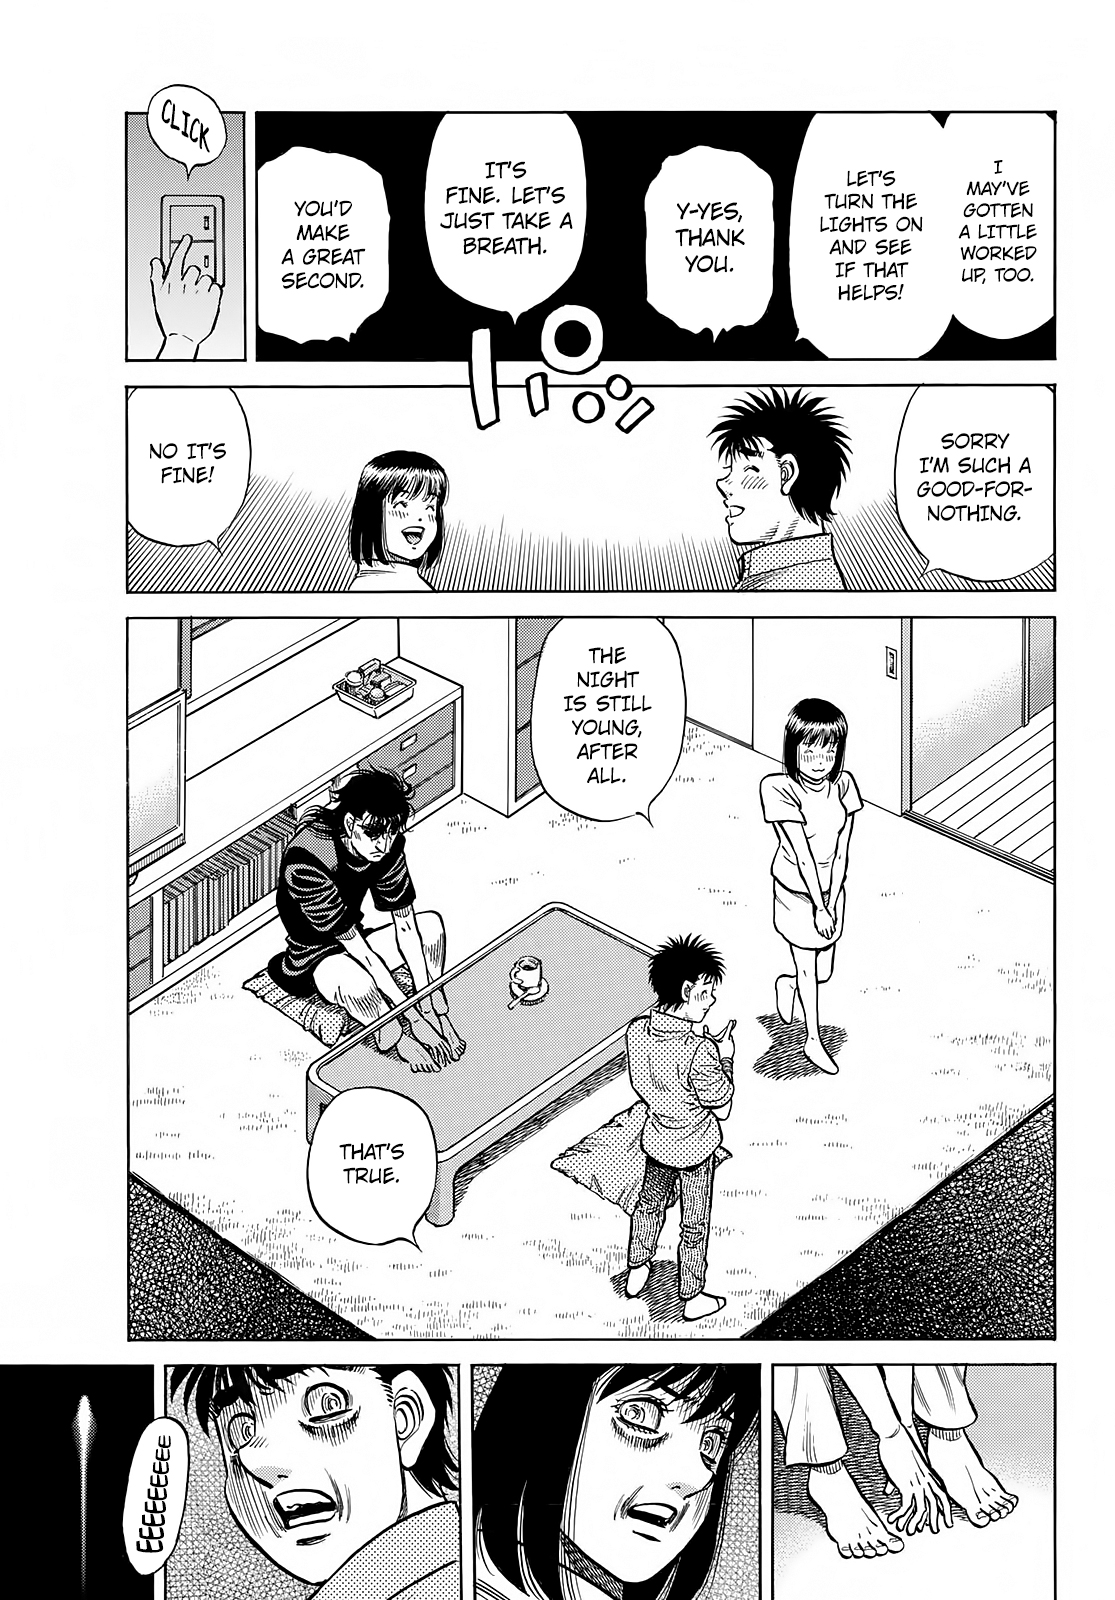 I
MAY'VE
GOTTEN
A LITTLE
WORKED
UP, TOO.
LET'S
TURN THE
LIGHTS ON
AND SEE
IF THAT
HELPS!
Y-YES,
THANK
YOU.
IT'S
FINE. LET'S
JUST TAKE A
BREATH.
YOU'D
MAKE
A GREAT
SECOND.
CLICK
パッ
SORRY
I'M SUCH A
GOOD-FOR-
NOTHING.
NO IT'S
FINE!
THE
NIGHT
IS STILL
YOUNG,
AFTER
ALL.
THAT'S
TRUE.
EEEEEEEE